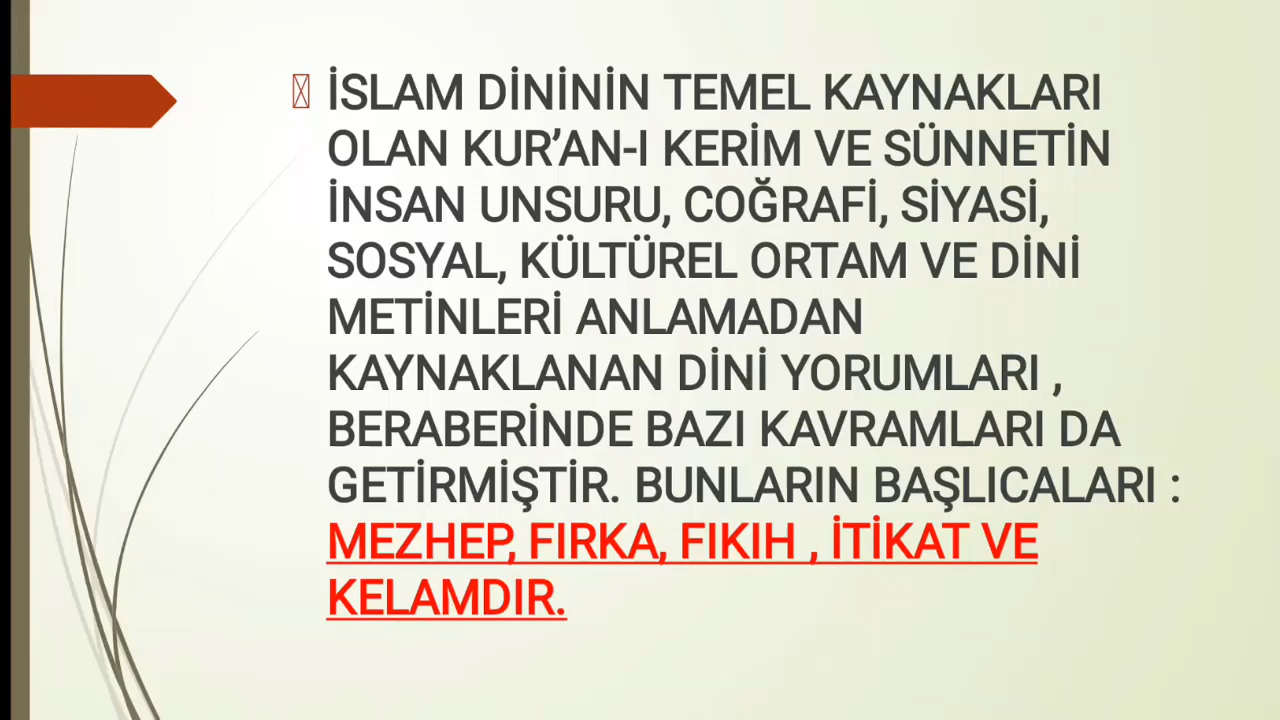 İSLAM DİNİNİN TEMEL KAYNAKLARI
OLAN KUR’AN-I KERİM VE SÜNNETİN
İNSAN UNSURU, COĞRAFİ, SİYASİ,
SOSYAL, KÜLTÜREL ORTAM VE DİNİ
METİNLERİ ANLAMADAN
KAYNAKLANAN DİNİ YORUMLARI ,
BERABERİNDE BAZI KAVRAMLARI DA
GETİRMİŞTİR. BUNLARIN BAŞLICALARI :
MEZHEP, FIRKA, FIKIH , İTİKAT VE
KELAMDIR.